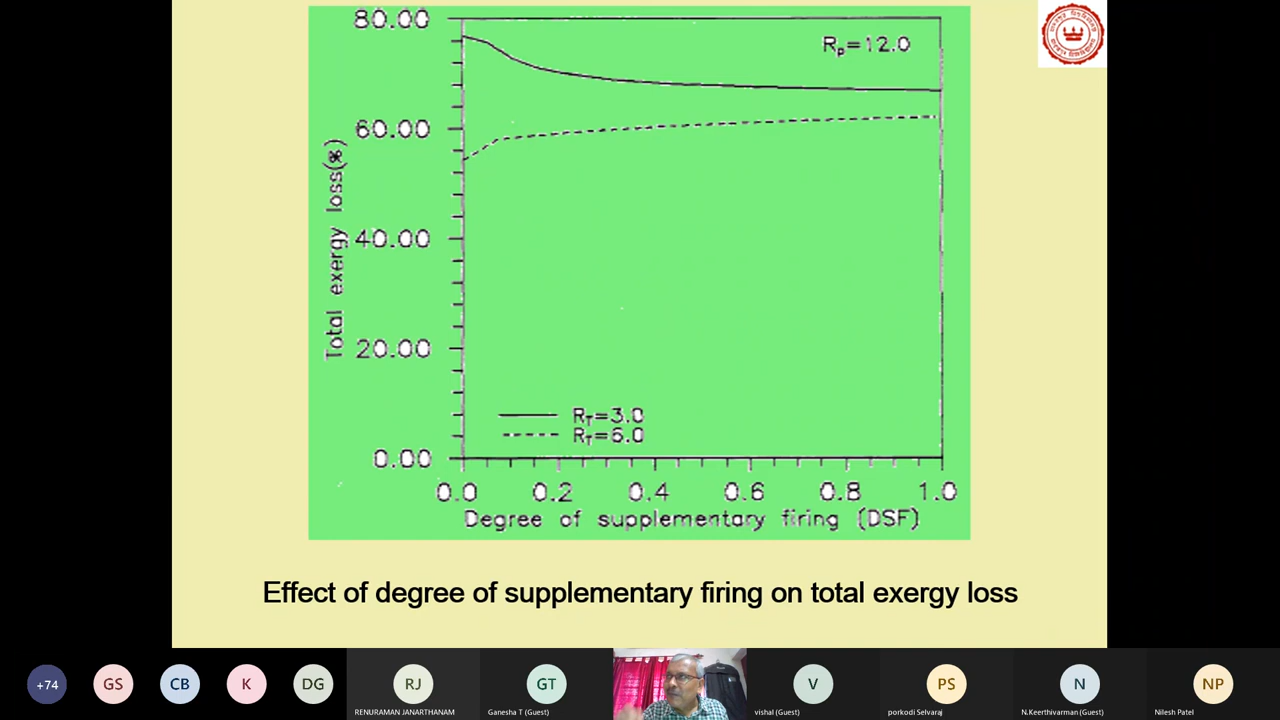 80.00
Rp=12.0
60.00
Total exergy loss(%)
40.00
20.00
RT=3.0
RT=6.0
0.00
0.0 0.2 0.4 0.6 0.8 1.0
Degree of supplementary firing (DSF)
Effect of degree of supplementary firing on total exergy loss
+74 GS CB K DG RJ GT V PS N NP
RENURAMAN JANARTHANAM Ganesha T (Guest) vishal (Guest) porkodi Selvaraj N.Keerthivarman (Guest) Nilesh Patel